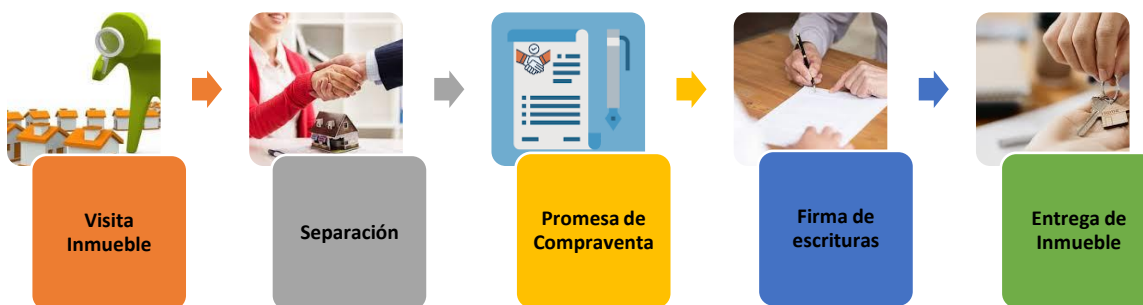 Visita
Inmueble
Separación
Promesa de
Compraventa
Firma de
escrituras
Entrega de
Inmueble